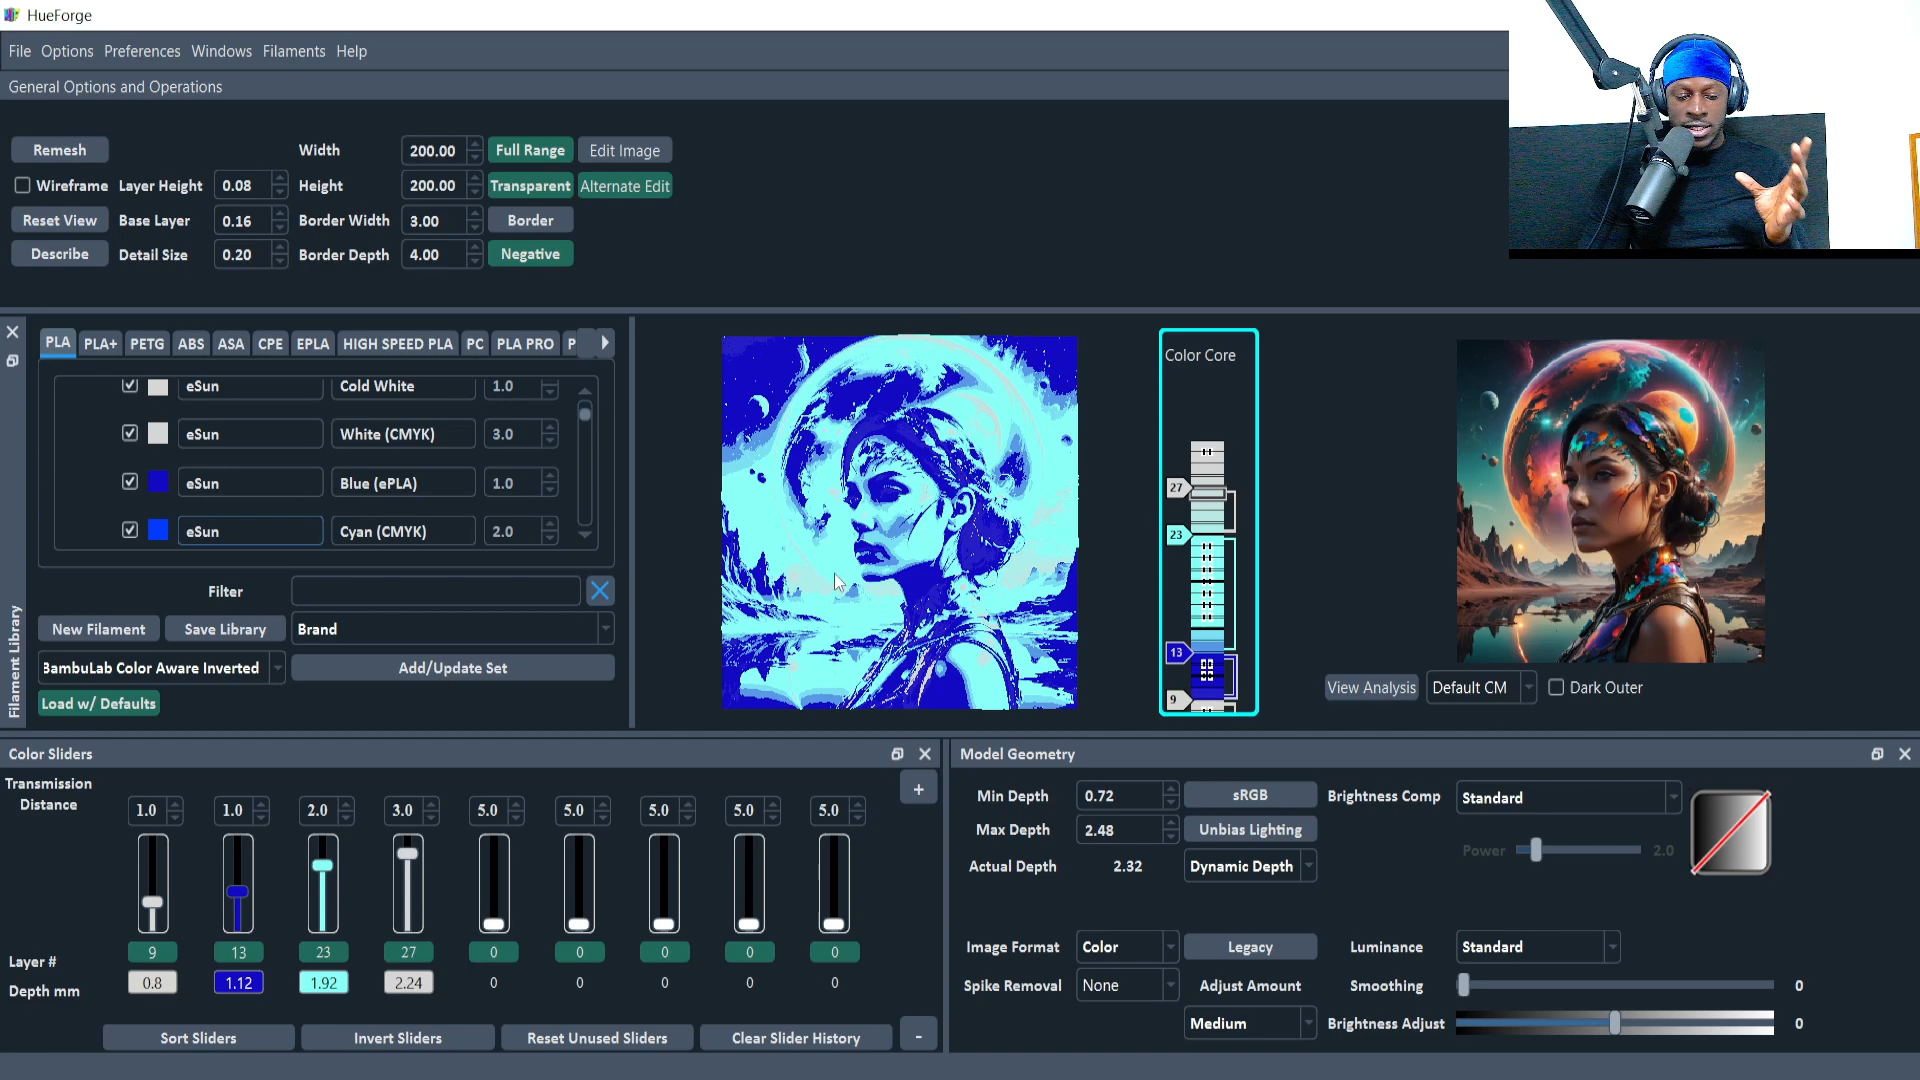 HueForge
File Options Preferences Windows Filaments Help
General Options and Operations
Remesh Width 200.00 Full Range Edit Image
Wireframe Layer Height 0.08 Height 200.00 Transparent Alternate Edit
Reset View Base Layer 0.16 Border Width 3.00 Border
Describe Detail Size 0.20 Border Depth 4.00 Negative
PLA PLA+ PETG ABS ASA CPE EPLA HIGH SPEED PLA PC PLA PRO P
eSun Cold White 1.0
eSun White (CMYK) 3.0
eSun Blue (ePLA) 1.0
eSun Cyan (CMYK) 2.0
Filter
New Filament Save Library Brand
BambuLab Color Aware Inverted Add/Update Set
Load w/ Defaults
Filament Library
Color Core
27
23
13
9
View Analysis Default CM Dark Outer
Color Sliders
Transmission
Distance
1.0 1.0 2.0 3.0 5.0 5.0 5.0 5.0 5.0
+
Layer # 9 13 23 27 0 0 0 0 0
Depth mm 0.8 1.12 1.92 2.24 0 0 0 0 0
Sort Sliders Invert Sliders Reset Unused Sliders Clear Slider History -
Model Geometry
Min Depth 0.72 sRGB Brightness Comp Standard
Max Depth 2.48 Unbias Lighting
Power 2.0
Actual Depth 2.32 Dynamic Depth
Image Format Color Legacy Luminance Standard
Spike Removal None Adjust Amount Smoothing 0
Medium Brightness Adjust 0